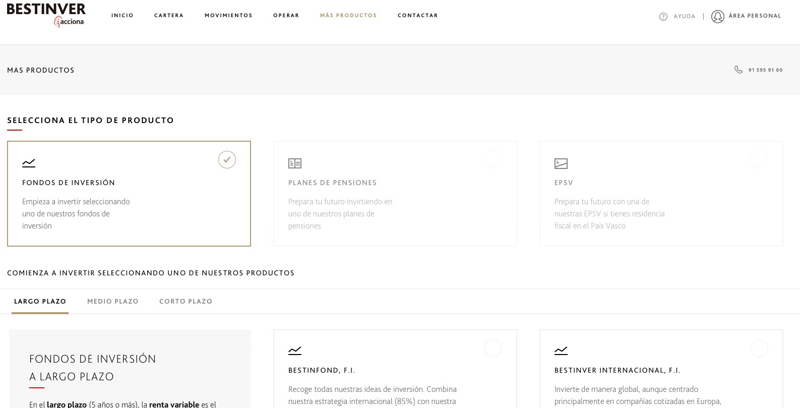 BESTINVER
acciona
INICIO CARTERA MOVIMIENTOS OPERAR MÁS PRODUCTOS CONTACTAR
AYUDA | ÁREA PERSONAL
MAS PRODUCTOS
91 595 91 00
SELECCIONA EL TIPO DE PRODUCTO
FONDOS DE INVERSIÓN
Empieza a invertir seleccionando
uno de nuestros fondos de
inversión
PLANES DE PENSIONES
Prepara tu futuro invirtiendo en
uno de nuestros planes de
pensiones
EPSV
Prepara tu futuro con una de
nuestras EPSV si tienes residencia
fiscal en el País Vasco
COMIENZA A INVERTIR SELECCIONANDO UNO DE NUESTROS PRODUCTOS
LARGO PLAZO MEDIO PLAZO CORTO PLAZO
FONDOS DE INVERSIÓN
A LARGO PLAZO
En el largo plazo (5 años o más), la renta variable es el
BESTINFOND, F.I.
Recoge todas nuestras ideas de inversión. Combina
nuestra estrategia internacional (85%) con nuestra
BESTINVER INTERNACIONAL, F.I.
Invierte de manera global, aunque centrado
principalmente en compañías cotizadas en Europa,